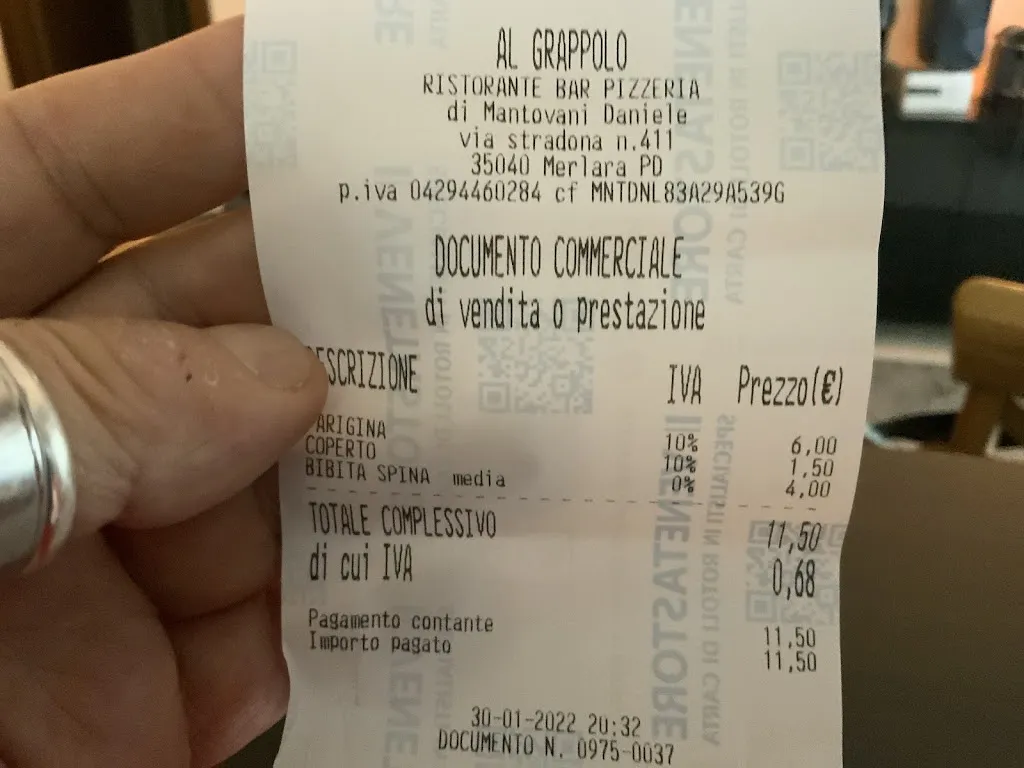 AL GRAPPOLO
RISTORANTE BAR PIZZERIA
di Mantovani Daniele
via stradona n.411
35040 Merlara PD
p.iva 04294460284 cf MNTDNL83A29A539G
DOCUMENTO COMMERCIALE
di vendita o prestazione
DESCRIZIONE IVA Prezzo(€)
PARIGINA 10% 6,00
COPERTO 10% 1,50
BIBITA SPINA media 0% 4,00
TOTALE COMPLESSIVO 11,50
di cui IVA 0,68
Pagamento contante 11,50
Importo pagato 11,50
30-01-2022 20:32
DOCUMENTO N. 0975-0037